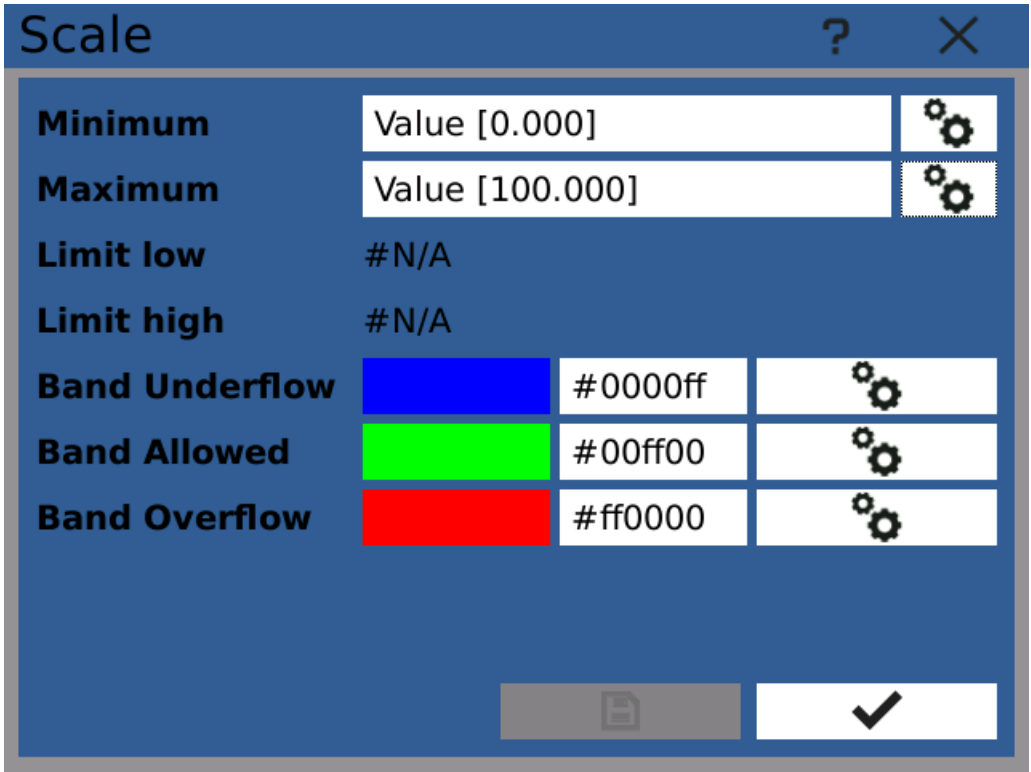 Scale ?
Minimum Value [0.000]
Maximum Value [100.000]
Limit low #N/A
Limit high #N/A
Band Underflow #0000ff
Band Allowed #00ff00
Band Overflow #ff0000